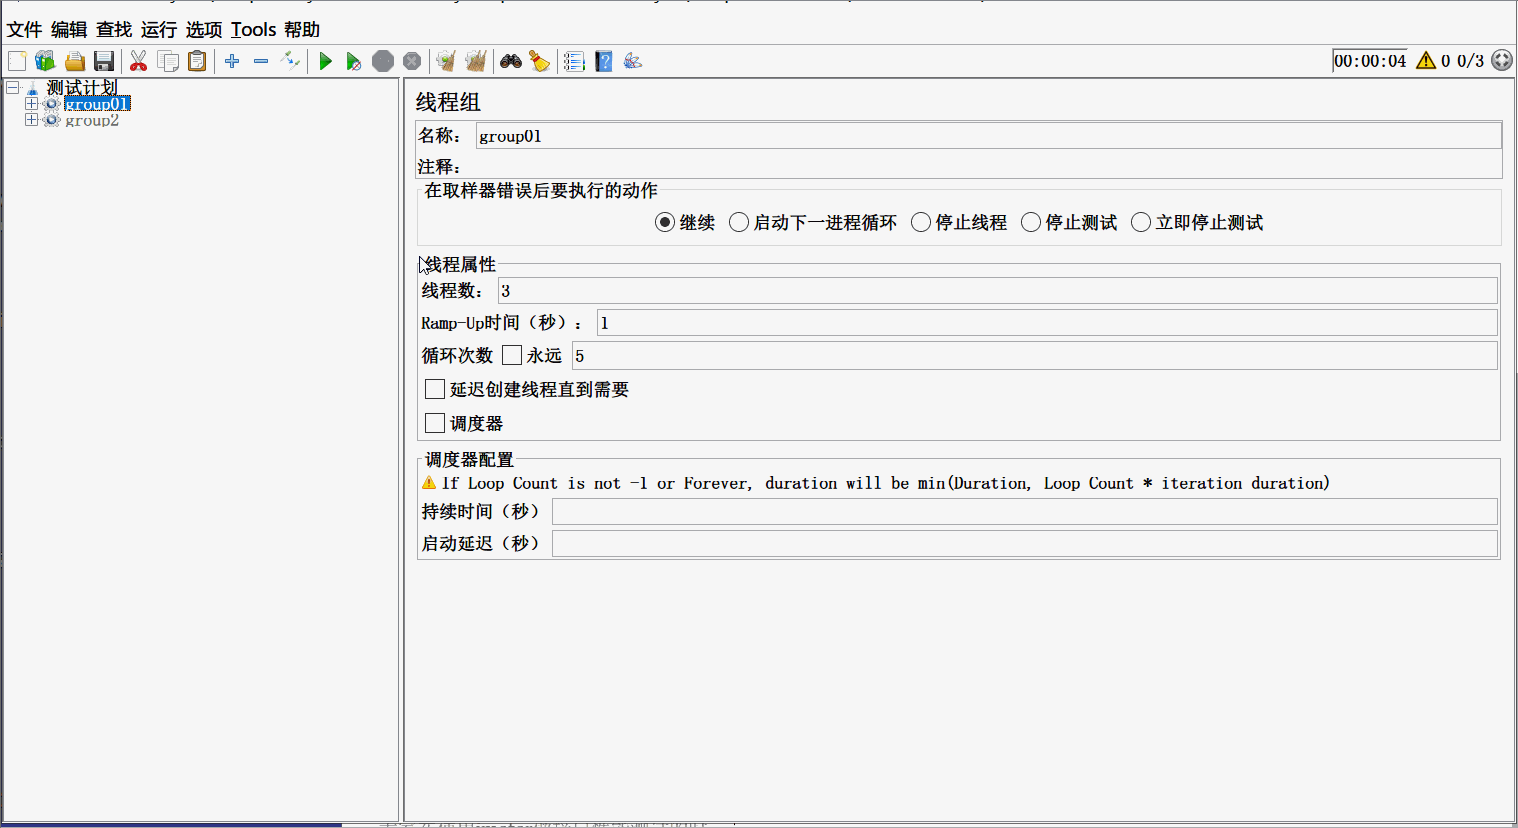 文件 编辑 查找 运行 选项 Tools 帮助
00:00:04 0 0/3
测试计划
group01
group2
线程组
名称： group01
注释：
在取样器错误后要执行的动作
继续 启动下一进程循环 停止线程 停止测试 立即停止测试
线程属性
线程数： 3
Ramp-Up时间（秒）： 1
循环次数 永远 5
延迟创建线程直到需要
调度器
调度器配置
If Loop Count is not -1 or Forever, duration will be min(Duration, Loop Count * iteration duration)
持续时间（秒）
启动延迟（秒）